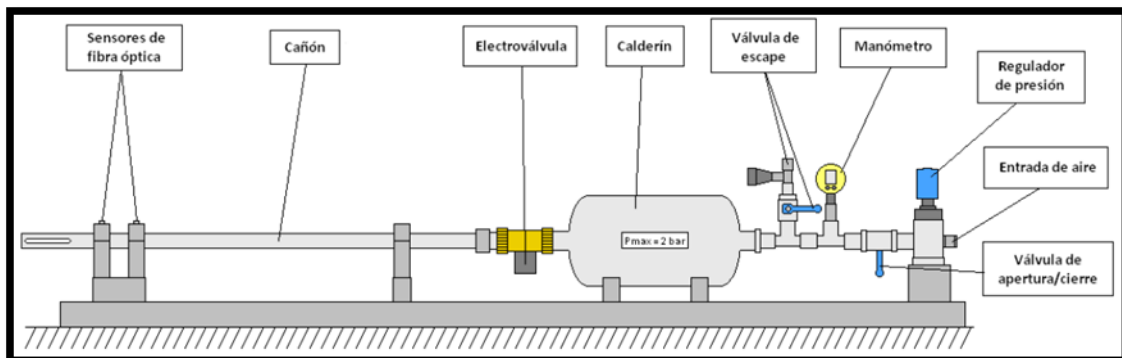 Sensores de
fibra óptica
Cañón
Electroválvula
Calderín
Válvula de
escape
Manómetro
Regulador
de presión
Entrada de aire
Pmax = 2 bar
Válvula de
apertura/cierre